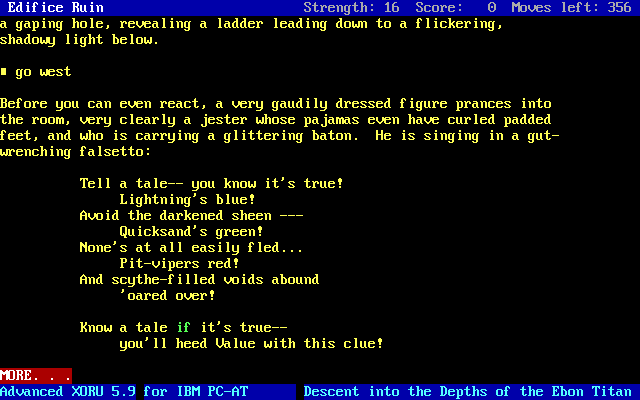 Edifice Ruin Strength: 16 Score: 0 Moves left: 356
a gaping hole, revealing a ladder leading down to a flickering,
shadowy light below.
go west
Before you can even react, a very gaudily dressed figure prances into
the room, very clearly a jester whose pajamas even have curled padded
feet, and who is carrying a glittering baton.  He is singing in a gut-
wrenching falsetto:
Tell a tale-- you know it's true!
Lightning's blue!
Avoid the darkened sheen ---
Quicksand's green!
None's at all easily fled...
Pit-vipers red!
And scythe-filled voids abound
'oared over!
Know a tale if it's true--
you'll heed Value with this clue!
MORE. . .
Advanced XORU 5.9 for IBM PC-AT Descent into the Depths of the Ebon Titan